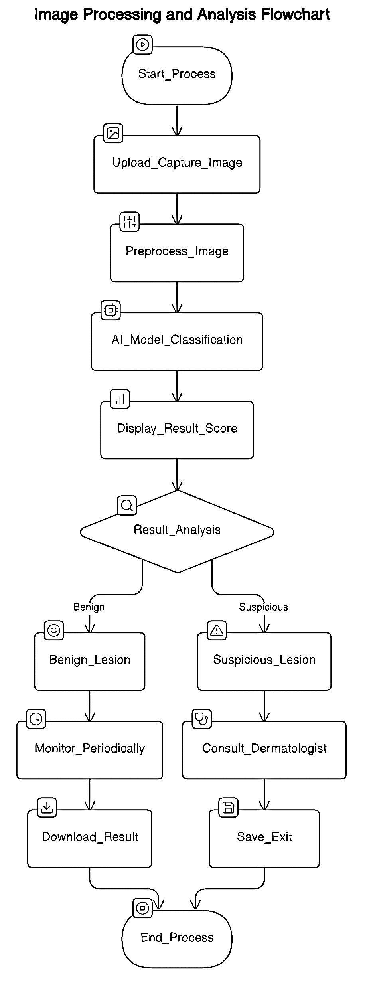 Image Processing and Analysis Flowchart
Start_Process
Upload_Capture_Image
Preprocess_Image
AI_Model_Classification
Display_Result_Score
Result_Analysis
Benign
Suspicious
Benign_Lesion
Suspicious_Lesion
Monitor_Periodically
Consult_Dermatologist
Download_Result
Save_Exit
End_Process